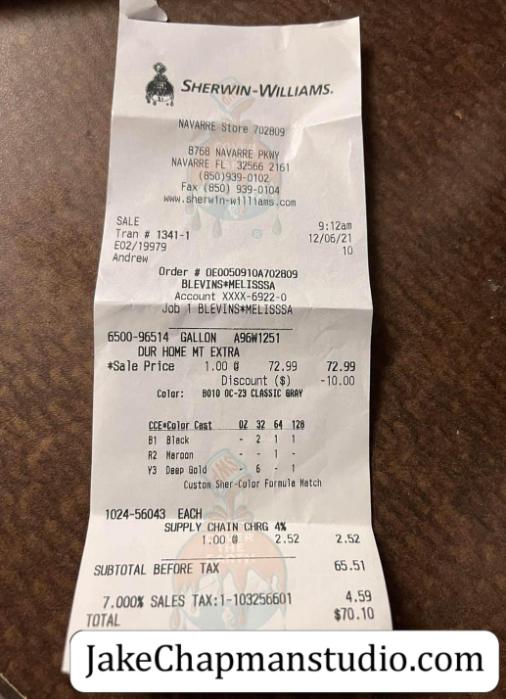 SHERWIN-WILLIAMS.
NAVARRE Store 702809
8768 NAVARRE PKWY
NAVARRE FL 32566 2161
(850)939-0102
Fax (850) 939-0104
www.sherwin-williams.com
SALE 9:12am
Tran # 1341-1 12/06/21
E02/19979 10
Andrew
Order # OE0050910A702809
BLEVINS*MELISSSA
Account XXXX-6922-0
Job 1 BLEVINS*MELISSSA
6500-96514 GALLON A96W1251
DUR HOME MT EXTRA
*Sale Price 1.00 @ 72.99 72.99
Discount ($) -10.00
Color: BO10 OC-23 CLASSIC GRAY
CCE*Color Cast OZ 32 64 128
B1 Black - 2 1 1
R2 Maroon - - 1 -
Y3 Deep Gold - 6 - 1
Custom Sher-Color Formula Match
1024-56043 EACH
SUPPLY CHAIN CHRG 4%
1.00 @ 2.52 2.52
SUBTOTAL BEFORE TAX 65.51
7.000% SALES TAX:1-103256601 4.59
TOTAL $70.10
JakeChapmanstudio.com